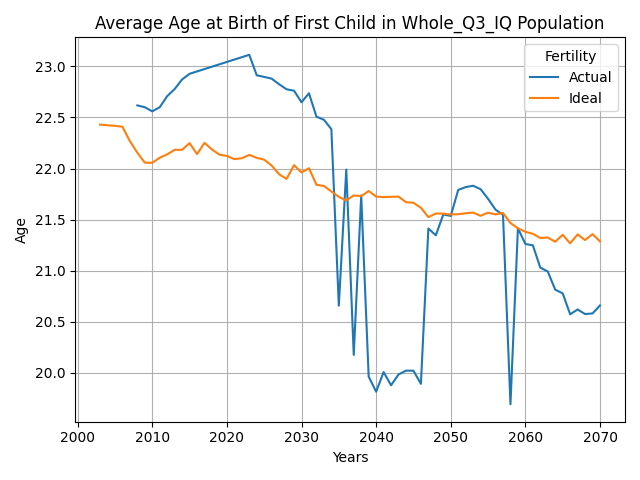 Average Age at Birth of First Child in Whole_Q3_IQ Population
Fertility
Actual
Ideal
23.0
22.5
22.0
21.5
21.0
20.5
20.0
Age
2000
2010
2020
2030
2040
2050
2060
2070
Years